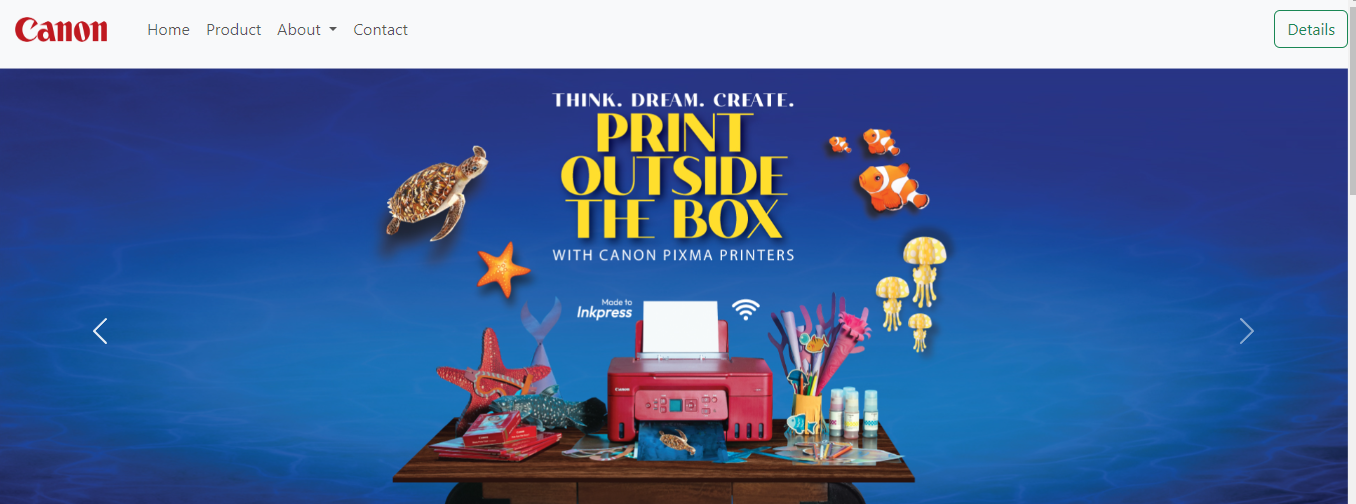 Canon
Home Product About Contact
Details
THINK. DREAM. CREATE.
PRINT
OUTSIDE
THE BOX
WITH CANON PIXMA PRINTERS
Made to
Inkpress
Canon